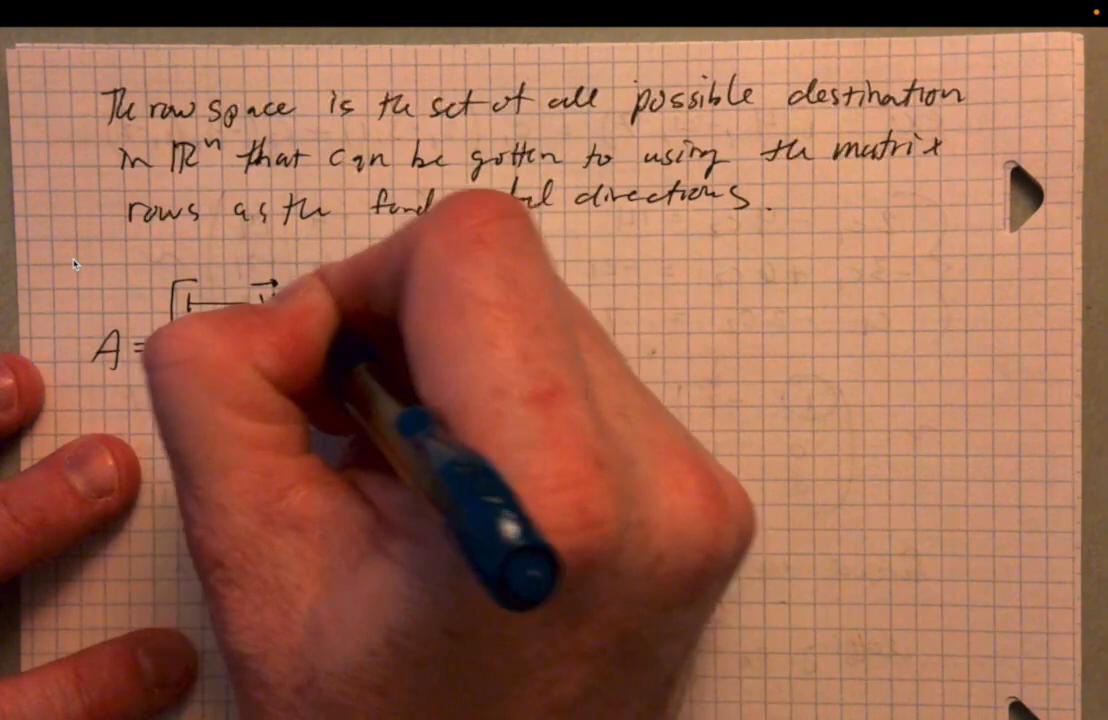 The row space is the set of all possible destination
in ℝⁿ that can be gotten to using the matrix
rows as the directions.
A =